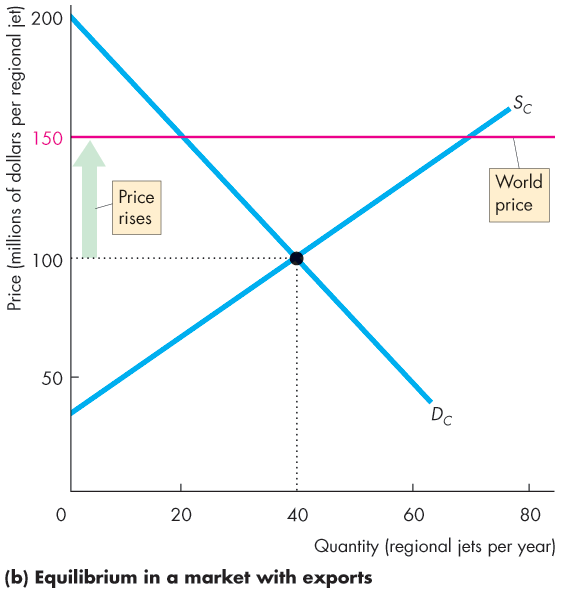 Price (millions of dollars per regional jet)
200
150
100
50
0
20
40
60
80
Price
rises
World
price
S_C
D_C
Quantity (regional jets per year)
(b) Equilibrium in a market with exports